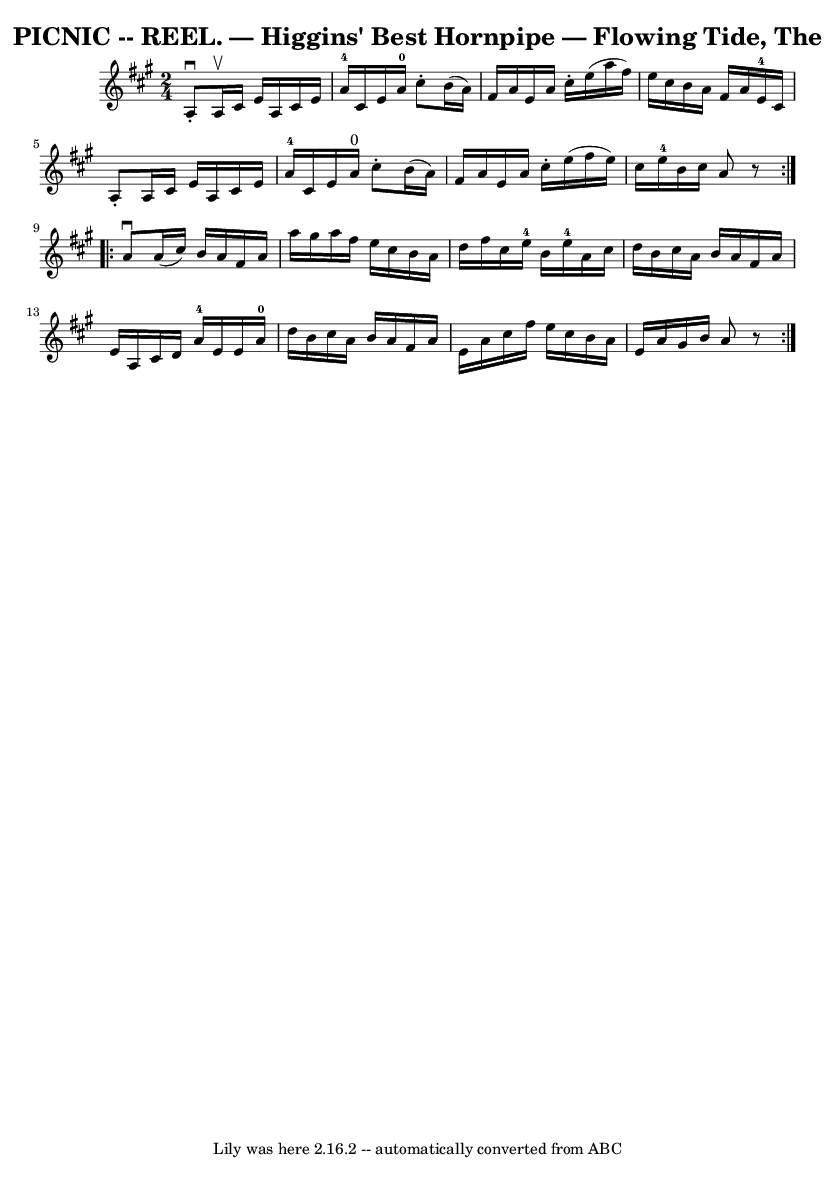 PICNIC -- REEL. — Higgins' Best Hornpipe — Flowing Tide, The
2 4
4 0 4
5
4 0 4
9
4 4
13
4 0
Lily was here 2.16.2 -- automatically converted from ABC